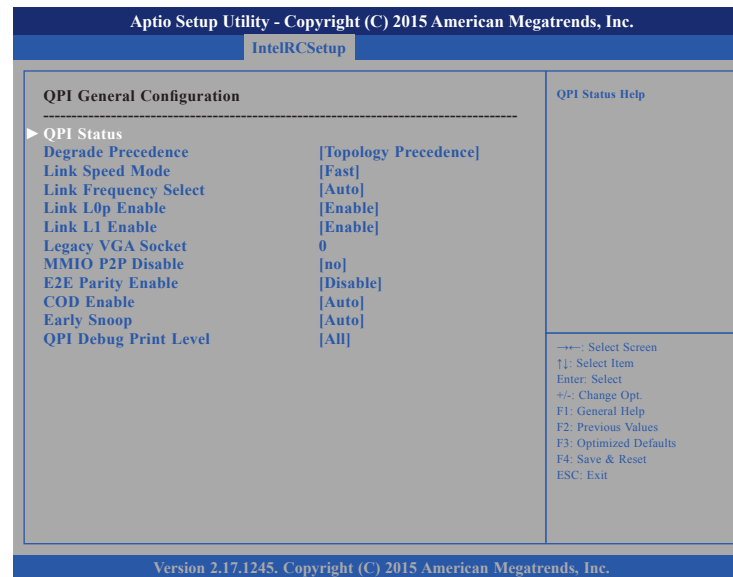 Aptio Setup Utility - Copyright (C) 2015 American Megatrends, Inc.
IntelRCSetup
QPI General Configuration
--------------------------------------------------------------------------------
► QPI Status
Degrade Precedence [Topology Precedence]
Link Speed Mode [Fast]
Link Frequency Select [Auto]
Link L0p Enable [Enable]
Link L1 Enable [Enable]
Legacy VGA Socket 0
MMIO P2P Disable [no]
E2E Parity Enable [Disable]
COD Enable [Auto]
Early Snoop [Auto]
QPI Debug Print Level [All]
QPI Status Help
→←: Select Screen
↑↓: Select Item
Enter: Select
+/-: Change Opt.
F1: General Help
F2: Previous Values
F3: Optimized Defaults
F4: Save & Reset
ESC: Exit
Version 2.17.1245. Copyright (C) 2015 American Megatrends, Inc.